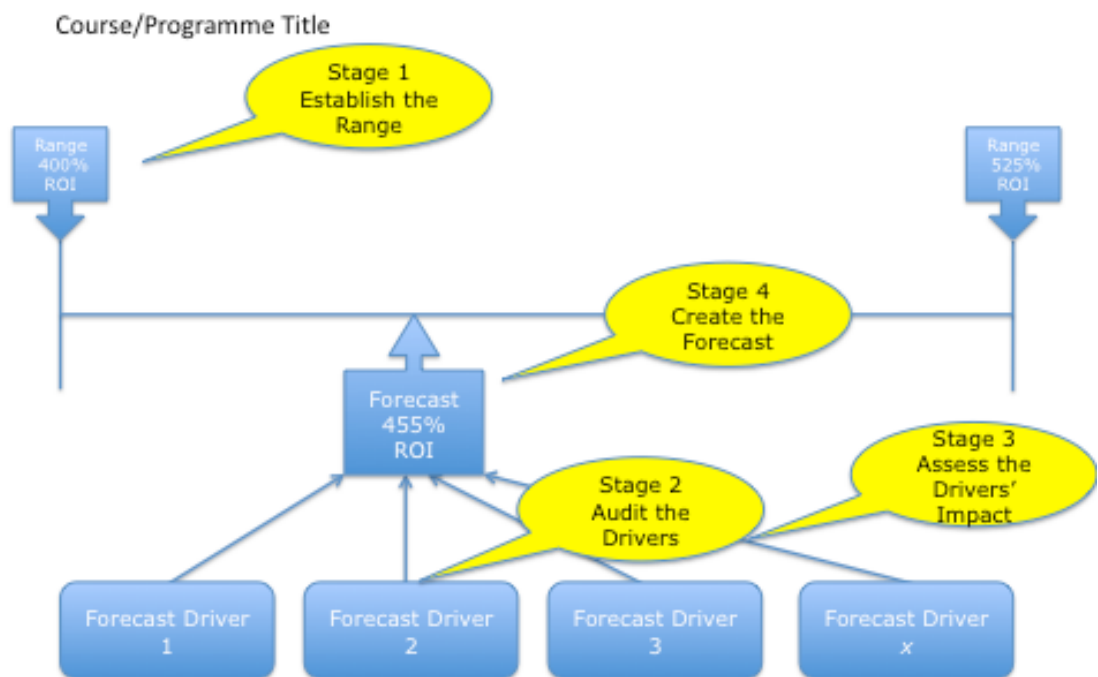 Course/Programme Title
Stage 1
Establish the
Range
Range
400%
ROI
Range
525%
ROI
Stage 4
Create the
Forecast
Forecast
455%
ROI
Stage 3
Assess the
Drivers’
Impact
Stage 2
Audit the
Drivers
Forecast Driver
1
Forecast Driver
2
Forecast Driver
3
Forecast Driver
x